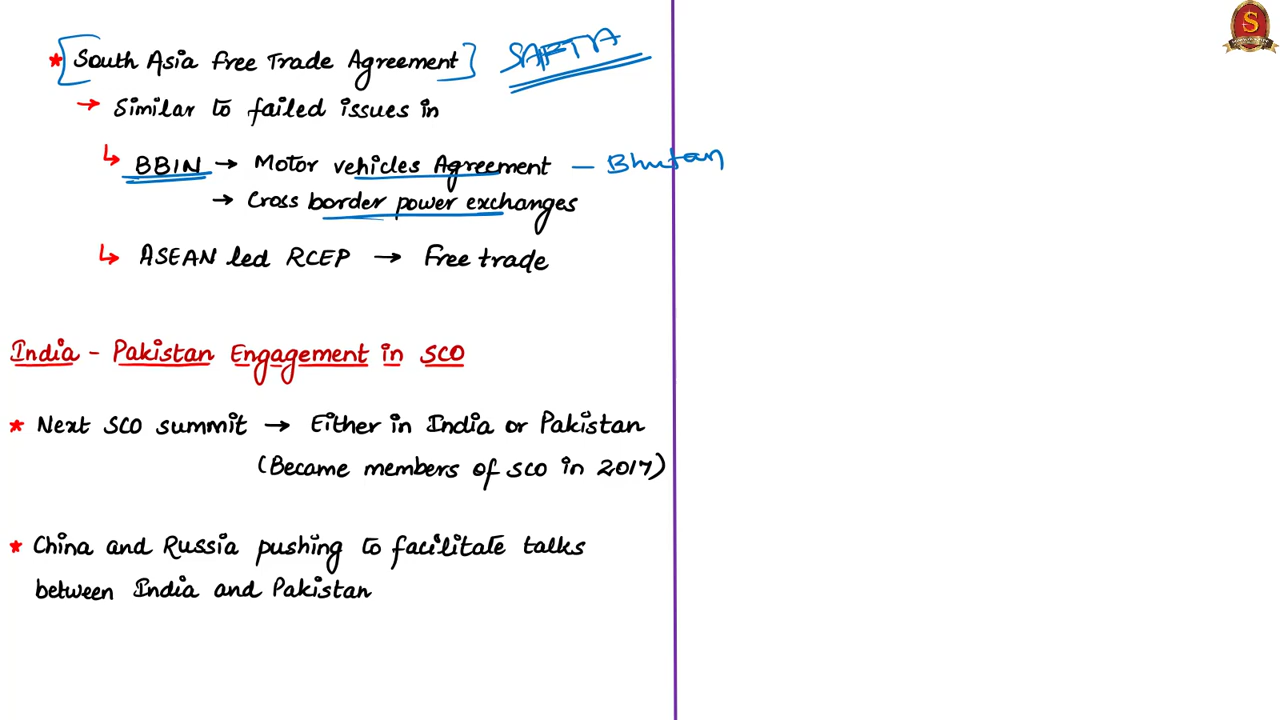 * [South Asia Free Trade Agreement] SAFTA
→ Similar to failed issues in
↳ BBIN → Motor vehicles Agreement — Bhutan
→ Cross border power exchanges
↳ ASEAN led RCEP → Free trade
India - Pakistan Engagement in SCO
* Next SCO summit → Either in India or Pakistan
(Became members of SCO in 2017)
* China and Russia pushing to facilitate talks
between India and Pakistan
S